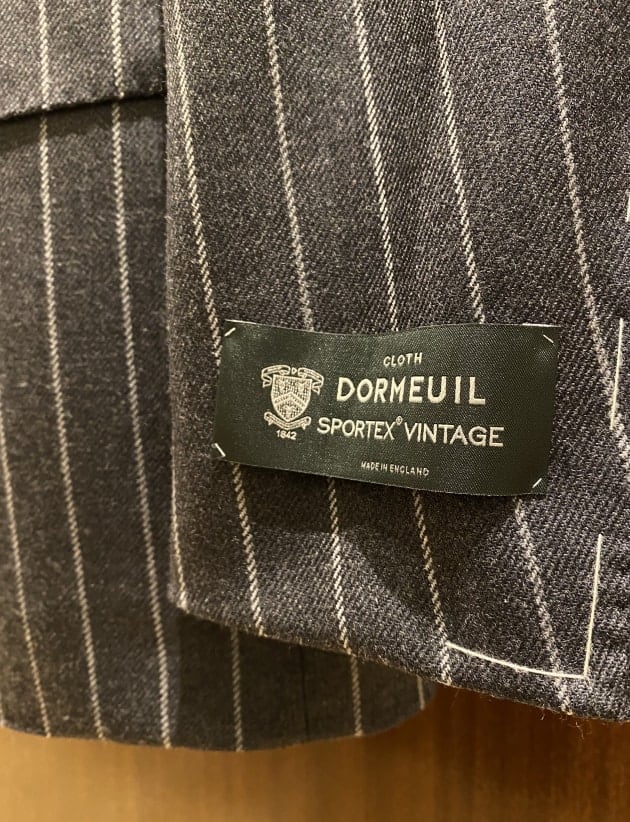 CLOTH
DORMEUIL
SPORTEX® VINTAGE
1842
MADE IN ENGLAND